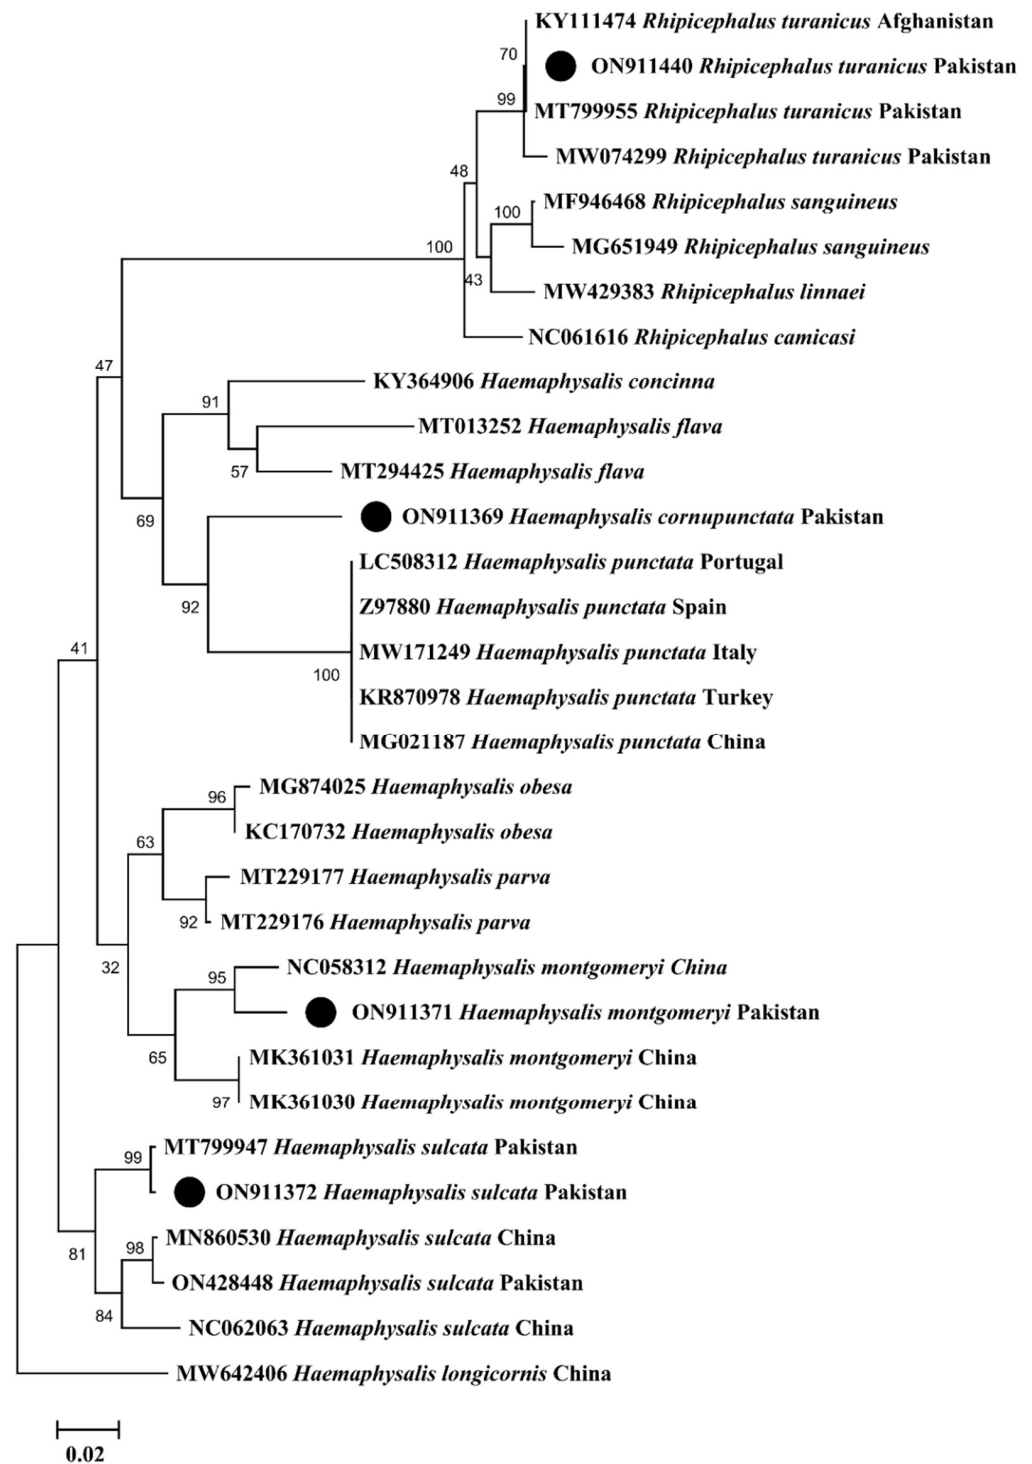 KY111474 Rhipicephalus turanicus Afghanistan
70
ON911440 Rhipicephalus turanicus Pakistan
99
MT799955 Rhipicephalus turanicus Pakistan
MW074299 Rhipicephalus turanicus Pakistan
48
MF946468 Rhipicephalus sanguineus
100
MG651949 Rhipicephalus sanguineus
100
43
MW429383 Rhipicephalus linnaei
NC061616 Rhipicephalus camicasi
47
KY364906 Haemaphysalis concinna
91
MT013252 Haemaphysalis flava
57
MT294425 Haemaphysalis flava
69
ON911369 Haemaphysalis cornupunctata Pakistan
LC508312 Haemaphysalis punctata Portugal
92
Z97880 Haemaphysalis punctata Spain
41
MW171249 Haemaphysalis punctata Italy
100
KR870978 Haemaphysalis punctata Turkey
MG021187 Haemaphysalis punctata China
96
MG874025 Haemaphysalis obesa
KC170732 Haemaphysalis obesa
63
MT229177 Haemaphysalis parva
92
MT229176 Haemaphysalis parva
32
NC058312 Haemaphysalis montgomeryi China
95
ON911371 Haemaphysalis montgomeryi Pakistan
65
MK361031 Haemaphysalis montgomeryi China
97
MK361030 Haemaphysalis montgomeryi China
MT799947 Haemaphysalis sulcata Pakistan
99
ON911372 Haemaphysalis sulcata Pakistan
81
MN860530 Haemaphysalis sulcata China
98
ON428448 Haemaphysalis sulcata Pakistan
84
NC062063 Haemaphysalis sulcata China
MW642406 Haemaphysalis longicornis China
0.02